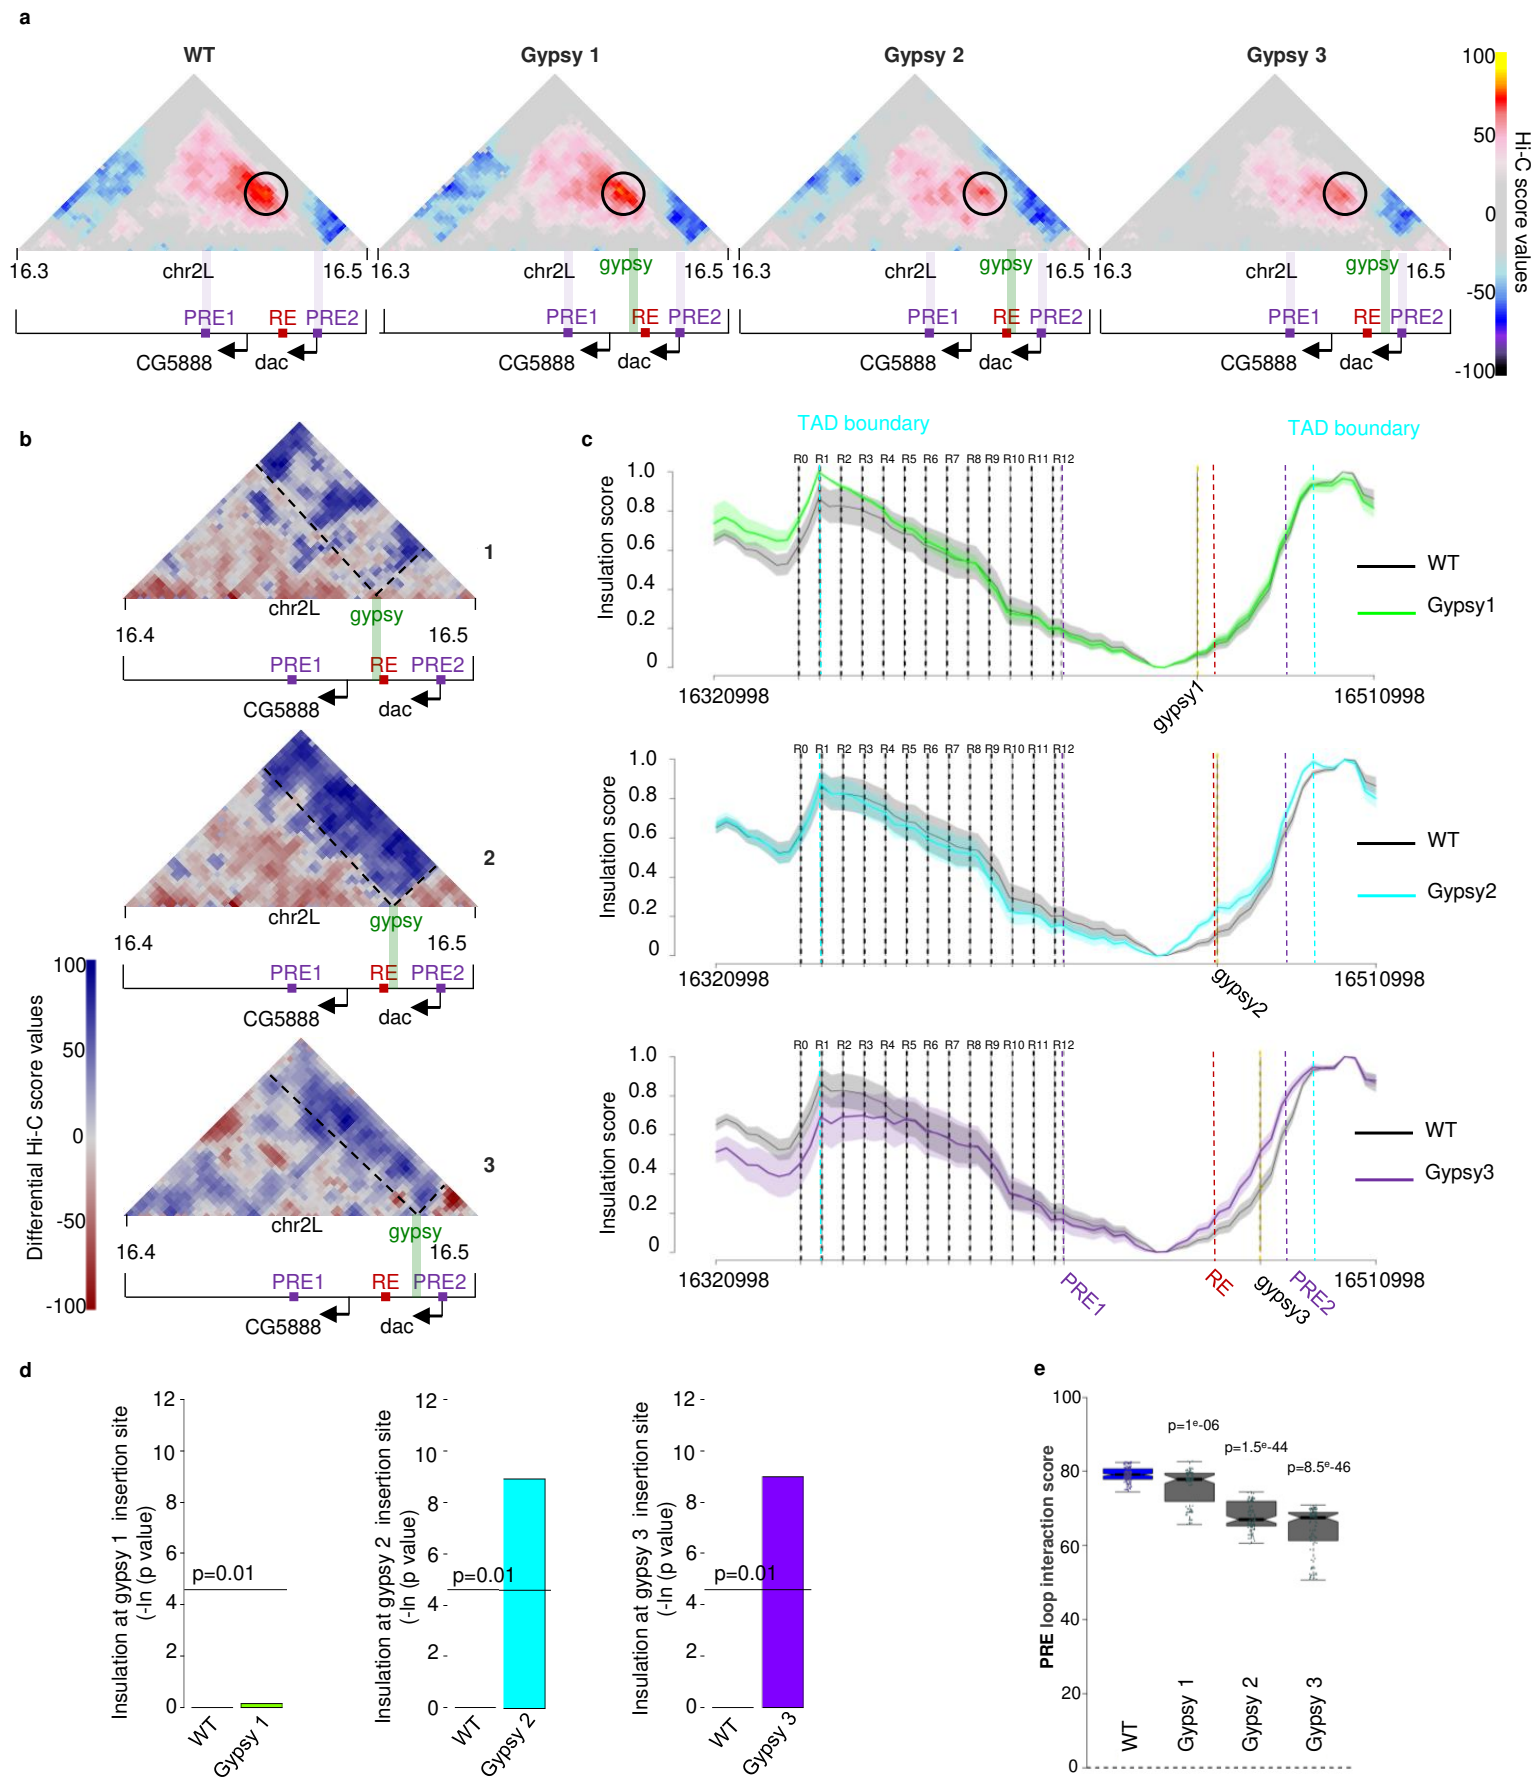 a
WT Gypsy 1 Gypsy 2 Gypsy 3
100
50
0
-50
-100
Hi-C score values
16.3 chr2L 16.5 16.3 chr2L gypsy 16.5 16.3 chr2L gypsy 16.5 16.3 chr2L gypsy 16.5
PRE1 RE PRE2 PRE1 RE PRE2 PRE1 RE PRE2 PRE1 RE PRE2
CG5888 dac CG5888 dac CG5888 dac CG5888 dac
b
1
chr2L
gypsy
16.4 16.5
PRE1 RE PRE2
CG5888 dac
2
chr2L
gypsy
16.4 16.5
PRE1 RE PRE2
CG5888 dac
3
chr2L
gypsy
16.4 16.5
PRE1 RE PRE2
CG5888 dac
100
50
0
-50
-100
Differential Hi-C score values
c
TAD boundary TAD boundary
R0 R1 R2 R3 R4 R5 R6 R7 R8 R9 R10 R11 R12
1.0
0.8
0.6
0.4
0.2
0
Insulation score
WT
Gypsy1
16320998 gypsy1 16510998
R0 R1 R2 R3 R4 R5 R6 R7 R8 R9 R10 R11 R12
1.0
0.8
0.6
0.4
0.2
0
Insulation score
WT
Gypsy2
16320998 gypsy2 16510998
R0 R1 R2 R3 R4 R5 R6 R7 R8 R9 R10 R11 R12
1.0
0.8
0.6
0.4
0.2
0
Insulation score
WT
Gypsy3
16320998 PRE1 RE gypsy3 PRE2 16510998
d
Insulation at gypsy 1 insertion site
(-ln (p value)
12
10
8
6
4
2
0
p=0.01
WT Gypsy 1
Insulation at gypsy 2 insertion site
(-ln (p value)
12
10
8
6
4
2
0
p=0.01
WT Gypsy 2
Insulation at gypsy 3 insertion site
(-ln (p value)
12
10
8
6
4
2
0
p=0.01
WT Gypsy 3
e
PRE loop interaction score
100
80
60
40
20
0
p=1e-06
p=1.5e-44
p=8.5e-46
WT Gypsy 1 Gypsy 2 Gypsy 3